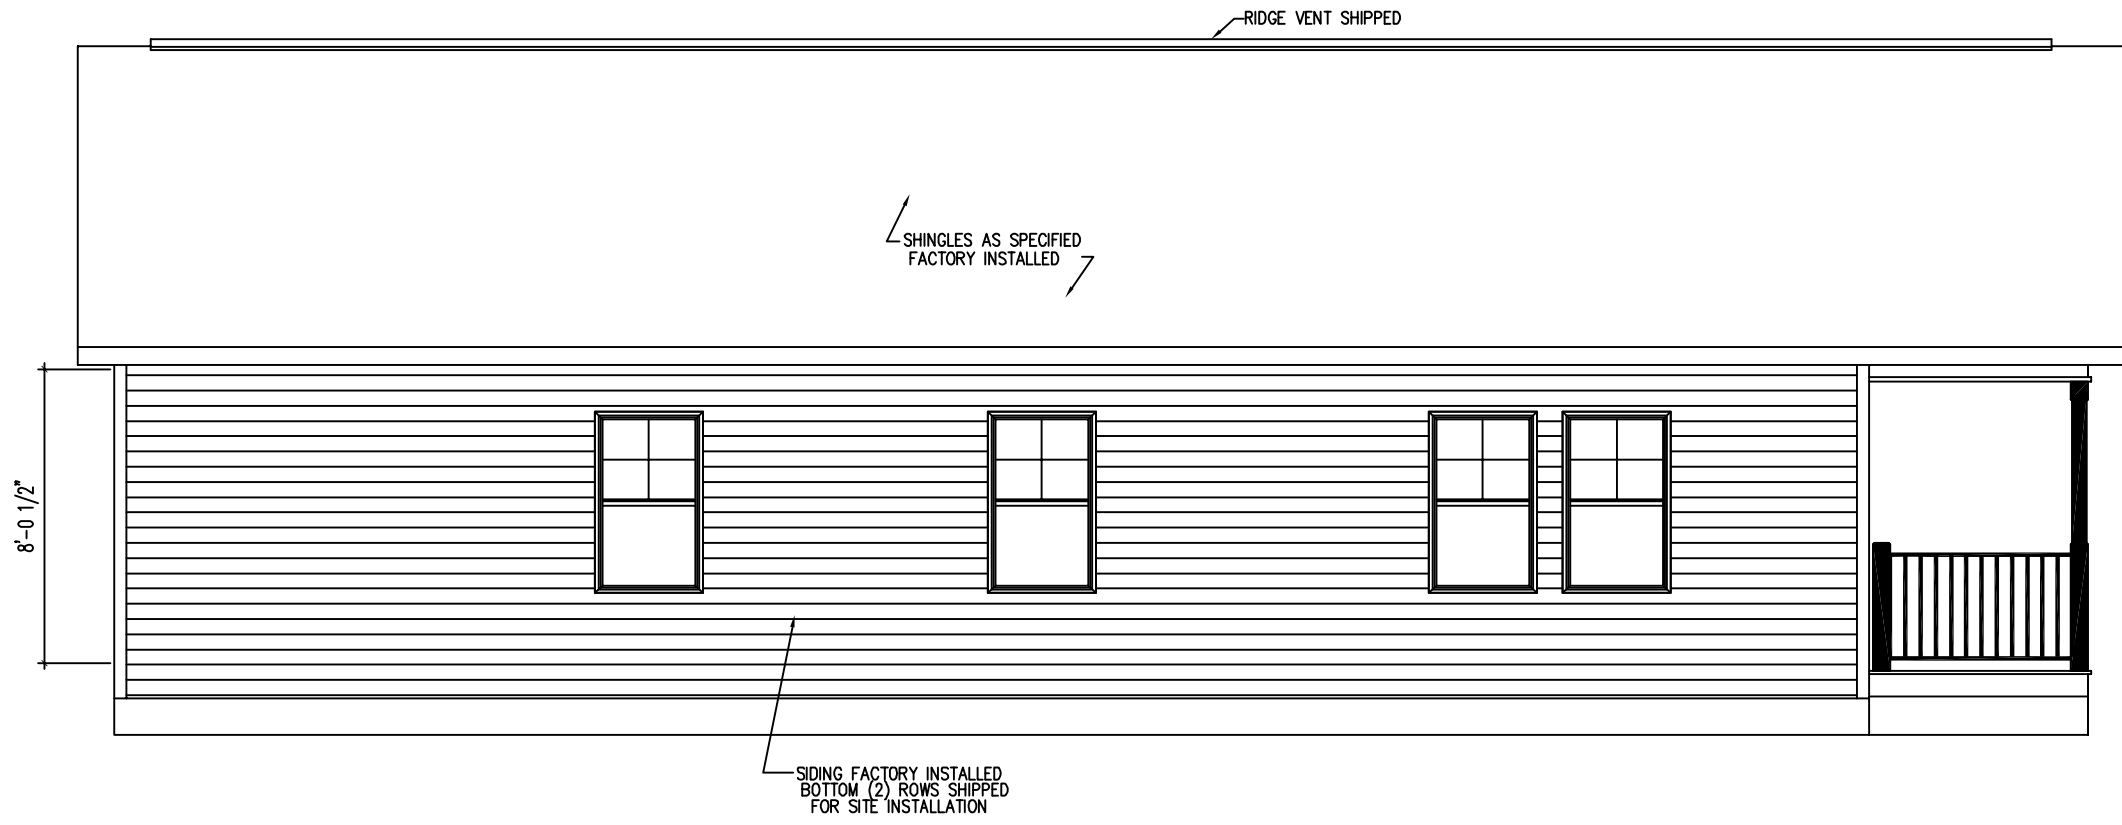 RIDGE VENT SHIPPED
SHINGLES AS SPECIFIED
FACTORY INSTALLED
8'-0 1/2"
SIDING FACTORY INSTALLED
BOTTOM (2) ROWS SHIPPED
FOR SITE INSTALLATION